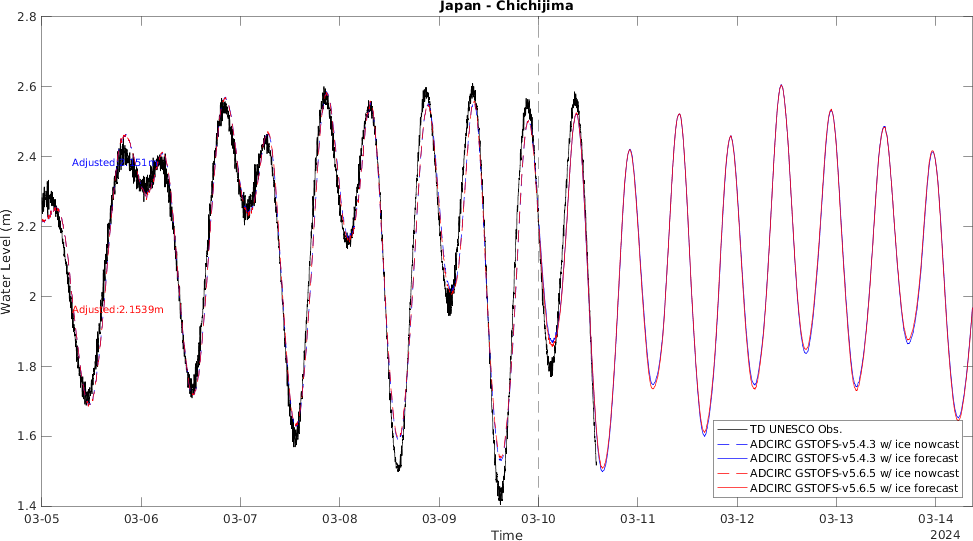 Japan - Chichijima
2.8
2.6
2.4
2.2
2
1.8
1.6
1.4
Water Level (m)
Adjusted:2.1539m
TD UNESCO Obs.
ADCIRC GSTOFS-v5.4.3 w/ ice nowcast
ADCIRC GSTOFS-v5.4.3 w/ ice forecast
ADCIRC GSTOFS-v5.6.5 w/ ice nowcast
ADCIRC GSTOFS-v5.6.5 w/ ice forecast
03-05 03-06 03-07 03-08 03-09 03-10 03-11 03-12 03-13 03-14
2024
Time